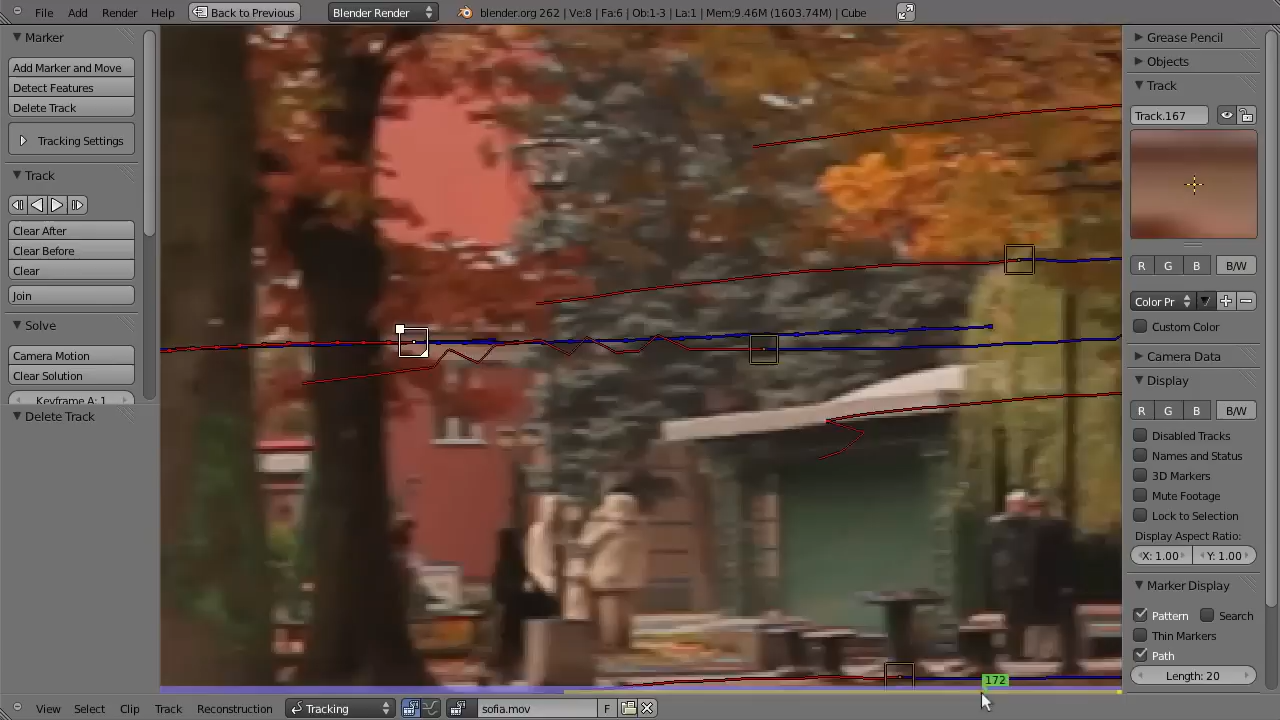 File Add Render Help Back to Previous Blender Render blender.org 262 | Ve:8 | Fa:6 | Ob:1-3 | La:1 | Mem:9.46M (1603.74M) | Cube
Marker
Add Marker and Move
Detect Features
Delete Track
Tracking Settings
Track
Clear After
Clear Before
Clear
Join
Solve
Camera Motion
Clear Solution
Keyframe A: 1
Delete Track
172
Grease Pencil
Objects
Track
Track.167
R G B B/W
Color Pr
Custom Color
Camera Data
Display
R G B B/W
Disabled Tracks
Names and Status
3D Markers
Mute Footage
Lock to Selection
Display Aspect Ratio:
X: 1.00 Y: 1.00
Marker Display
Pattern Search
Thin Markers
Path
Length: 20
View Select Clip Track Reconstruction Tracking sofia.mov F